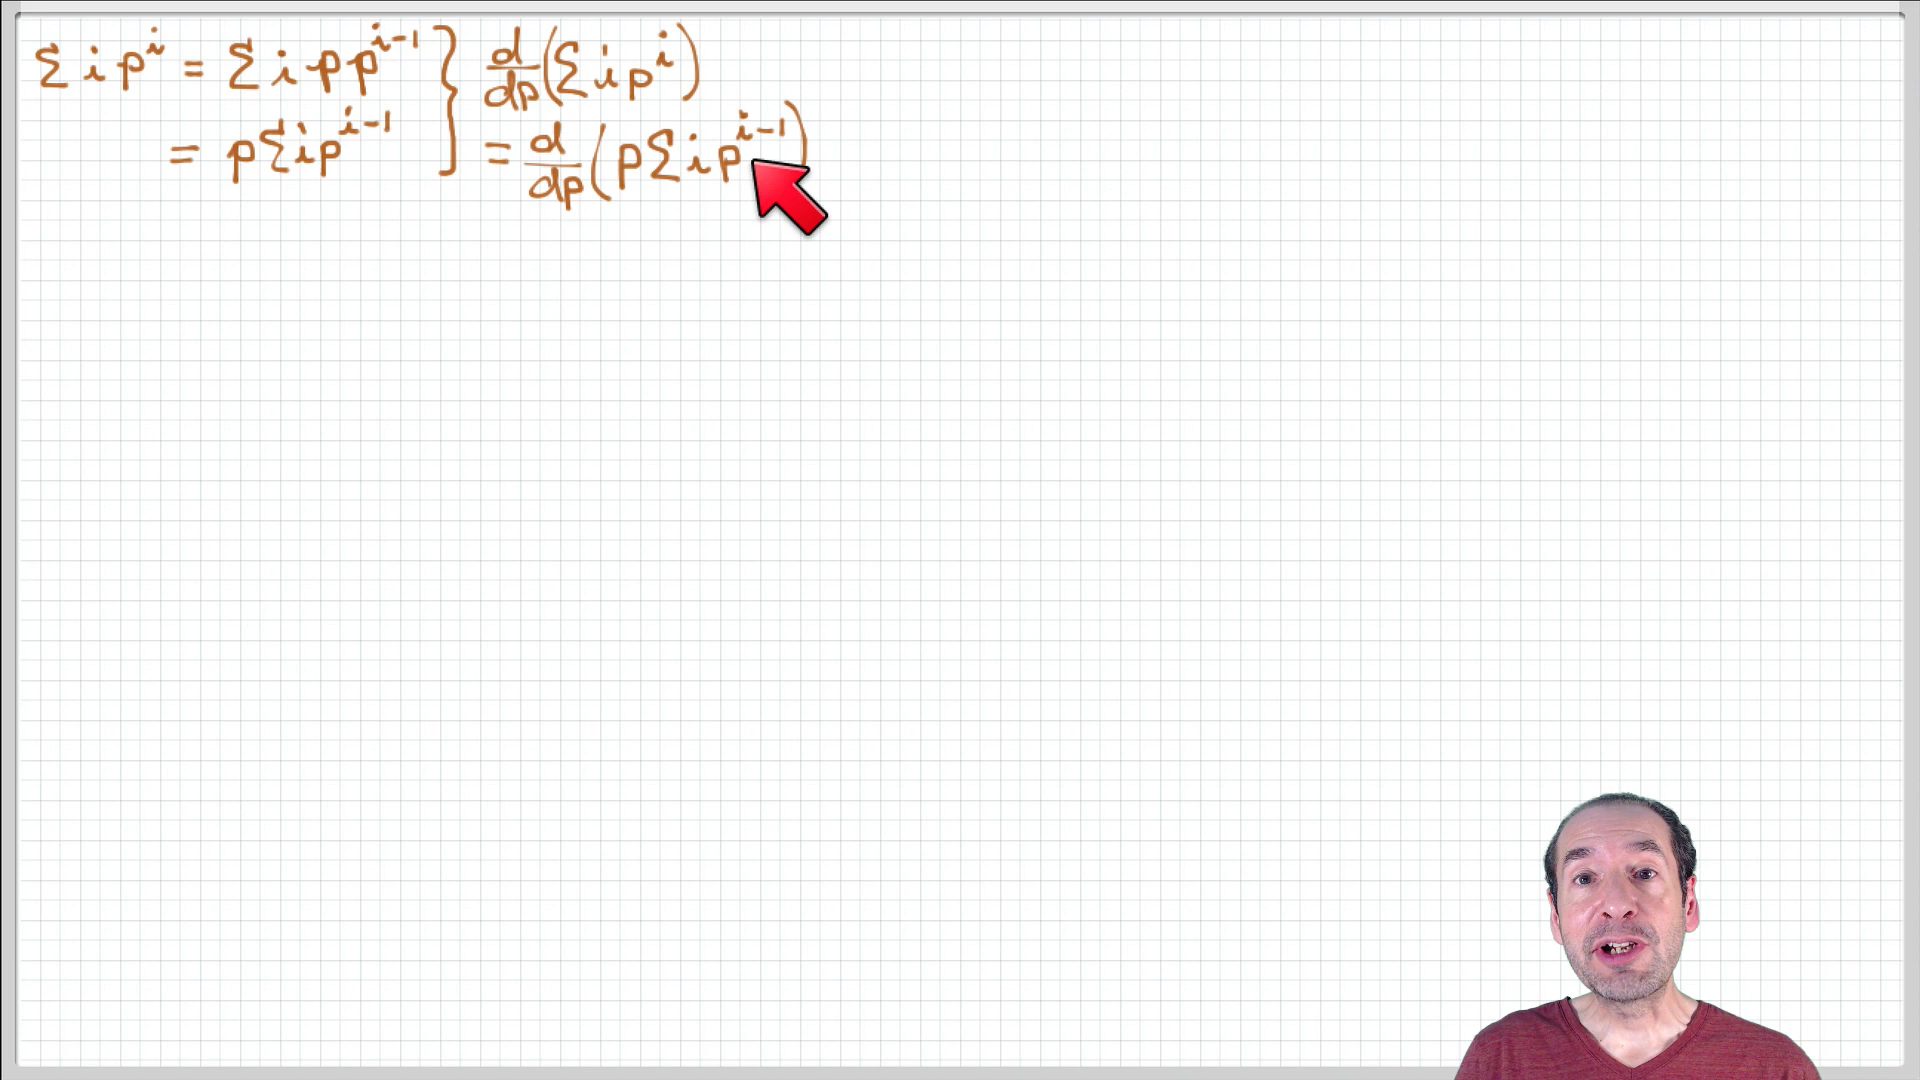 Σ i p^i = Σ i p p^{i-1} } d/dp (Σ i p^i)
= p Σ i p^{i-1} = d/dp (p Σ i p^{i-1})